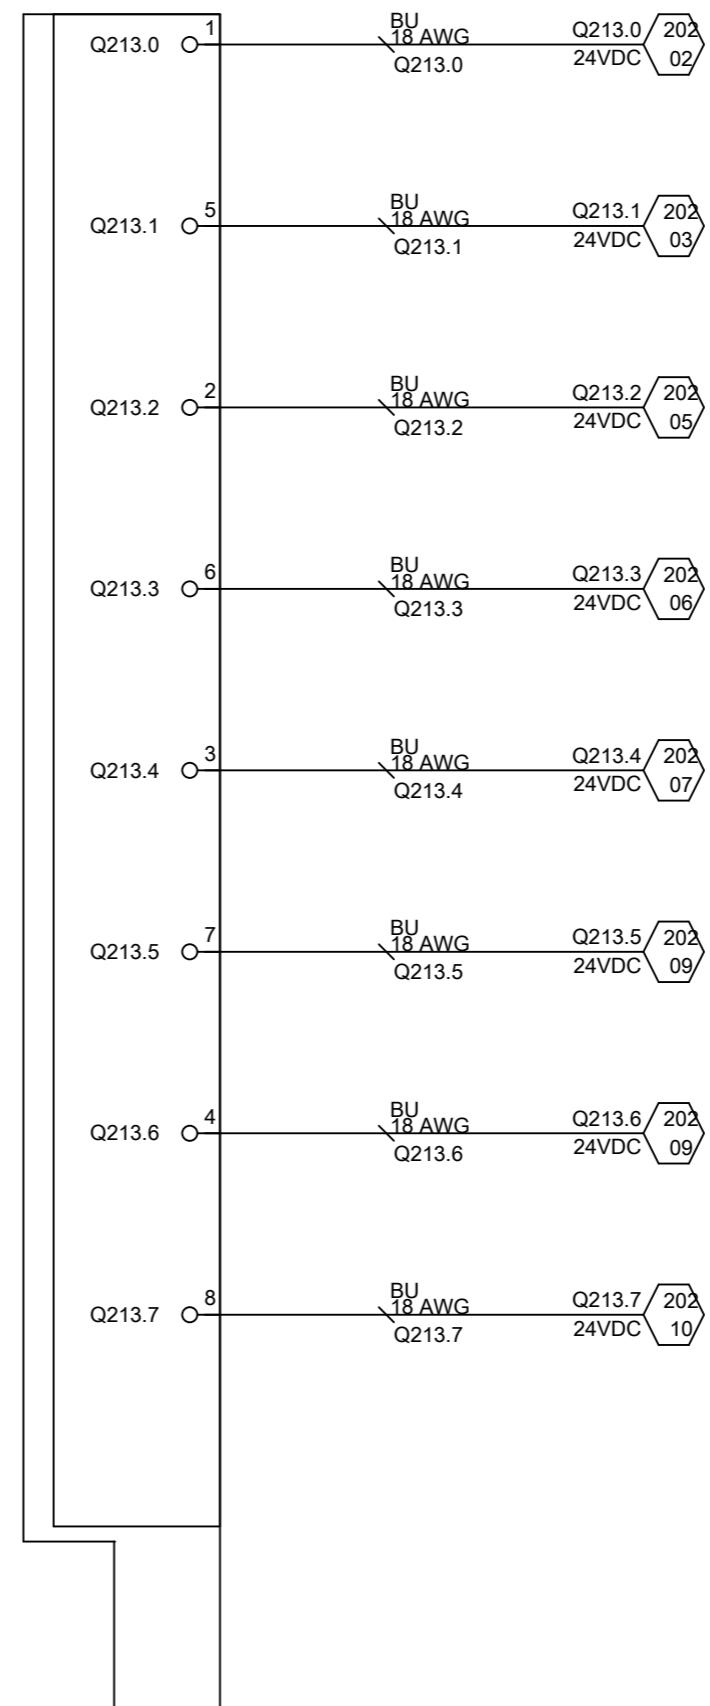 1
BU
18 AWG
Q213.0
Q213.0
Q213.0
24VDC
202
02
5
BU
18 AWG
Q213.1
Q213.1
Q213.1
24VDC
202
03
2
BU
18 AWG
Q213.2
Q213.2
Q213.2
24VDC
202
05
6
BU
18 AWG
Q213.3
Q213.3
Q213.3
24VDC
202
06
3
BU
18 AWG
Q213.4
Q213.4
Q213.4
24VDC
202
07
7
BU
18 AWG
Q213.5
Q213.5
Q213.5
24VDC
202
09
4
BU
18 AWG
Q213.6
Q213.6
Q213.6
24VDC
202
09
8
BU
18 AWG
Q213.7
Q213.7
Q213.7
24VDC
202
10